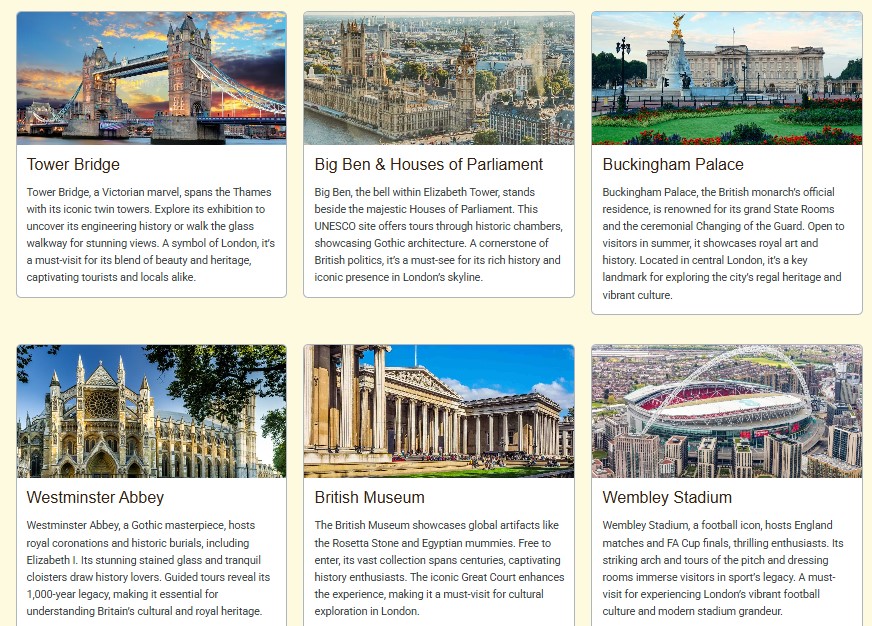 Tower Bridge
Tower Bridge, a Victorian marvel, spans the Thames
with its iconic twin towers. Explore its exhibition to
uncover its engineering history or walk the glass
walkway for stunning views. A symbol of London, it's
a must-visit for its blend of beauty and heritage,
captivating tourists and locals alike.
Big Ben & Houses of Parliament
Big Ben, the bell within Elizabeth Tower, stands
beside the majestic Houses of Parliament. This
UNESCO site offers tours through historic chambers,
showcasing Gothic architecture. A cornerstone of
British politics, it's a must-see for its rich history and
iconic presence in London's skyline.
Buckingham Palace
Buckingham Palace, the British monarch's official
residence, is renowned for its grand State Rooms
and the ceremonial Changing of the Guard. Open to
visitors in summer, it showcases royal art and
history. Located in central London, it's a key
landmark for exploring the city's regal heritage and
vibrant culture.
Westminster Abbey
Westminster Abbey, a Gothic masterpiece, hosts
royal coronations and historic burials, including
Elizabeth I. Its stunning stained glass and tranquil
cloisters draw history lovers. Guided tours reveal its
1,000-year legacy, making it essential for
understanding Britain's cultural and royal heritage.
British Museum
The British Museum showcases global artifacts like
the Rosetta Stone and Egyptian mummies. Free to
enter, its vast collection spans centuries, captivating
history enthusiasts. The iconic Great Court enhances
the experience, making it a must-visit for cultural
exploration in London.
Wembley Stadium
Wembley Stadium, a football icon, hosts England
matches and FA Cup finals, thrilling enthusiasts. Its
striking arch and tours of the pitch and dressing
rooms immerse visitors in sport's legacy. A must-
visit for experiencing London's vibrant football
culture and modern stadium grandeur.